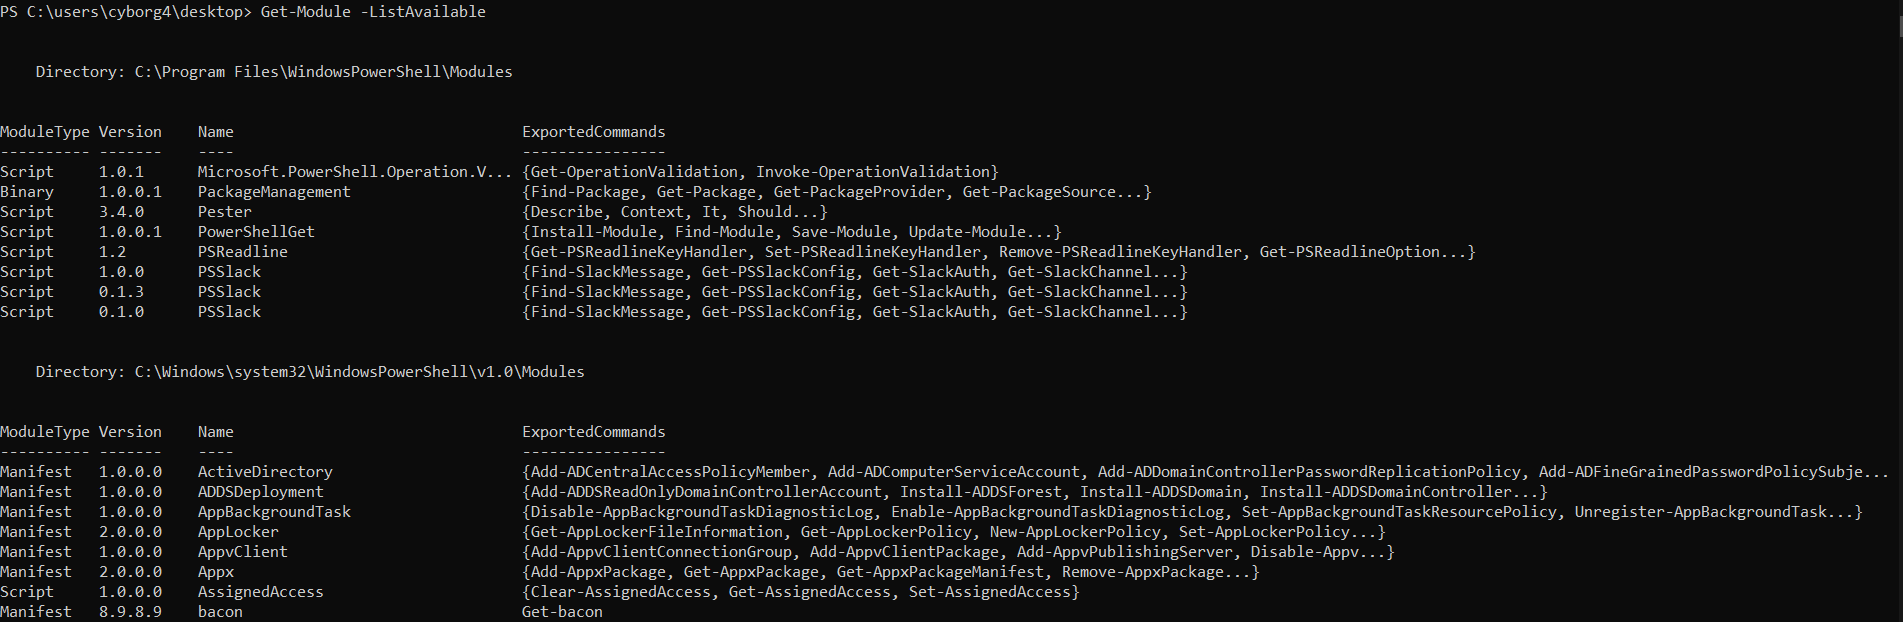 PS C:\users\cyborg4\desktop> Get-Module -ListAvailable
Directory: C:\Program Files\WindowsPowerShell\Modules
ModuleType Version    Name                                ExportedCommands
---------- -------    ----                                ----------------
Script     1.0.1      Microsoft.PowerShell.Operation.V... {Get-OperationValidation, Invoke-OperationValidation}
Binary     1.0.0.1    PackageManagement                   {Find-Package, Get-Package, Get-PackageProvider, Get-PackageSource...}
Script     3.4.0      Pester                              {Describe, Context, It, Should...}
Script     1.0.0.1    PowerShellGet                       {Install-Module, Find-Module, Save-Module, Update-Module...}
Script     1.2        PSReadline                          {Get-PSReadlineKeyHandler, Set-PSReadlineKeyHandler, Remove-PSReadlineKeyHandler, Get-PSReadlineOption...}
Script     1.0.0      PSSlack                             {Find-SlackMessage, Get-PSSlackConfig, Get-SlackAuth, Get-SlackChannel...}
Script     0.1.3      PSSlack                             {Find-SlackMessage, Get-PSSlackConfig, Get-SlackAuth, Get-SlackChannel...}
Script     0.1.0      PSSlack                             {Find-SlackMessage, Get-PSSlackConfig, Get-SlackAuth, Get-SlackChannel...}
Directory: C:\Windows\system32\WindowsPowerShell\v1.0\Modules
ModuleType Version    Name                                ExportedCommands
---------- -------    ----                                ----------------
Manifest   1.0.0.0    ActiveDirectory                     {Add-ADCentralAccessPolicyMember, Add-ADComputerServiceAccount, Add-ADDomainControllerPasswordReplicationPolicy, Add-ADFineGrainedPasswordPolicySubje...
Manifest   1.0.0.0    ADDSDeployment                      {Add-ADDSReadOnlyDomainControllerAccount, Install-ADDSForest, Install-ADDSDomain, Install-ADDSDomainController...}
Manifest   1.0.0.0    AppBackgroundTask                   {Disable-AppBackgroundTaskDiagnosticLog, Enable-AppBackgroundTaskDiagnosticLog, Set-AppBackgroundTaskResourcePolicy, Unregister-AppBackgroundTask...}
Manifest   2.0.0.0    AppLocker                           {Get-AppLockerFileInformation, Get-AppLockerPolicy, New-AppLockerPolicy, Set-AppLockerPolicy...}
Manifest   1.0.0.0    AppvClient                          {Add-AppvClientConnectionGroup, Add-AppvClientPackage, Add-AppvPublishingServer, Disable-Appv...}
Manifest   2.0.0.0    Appx                                {Add-AppxPackage, Get-AppxPackage, Get-AppxPackageManifest, Remove-AppxPackage...}
Script     1.0.0.0    AssignedAccess                      {Clear-AssignedAccess, Get-AssignedAccess, Set-AssignedAccess}
Manifest   8.9.8.9    bacon                               Get-bacon